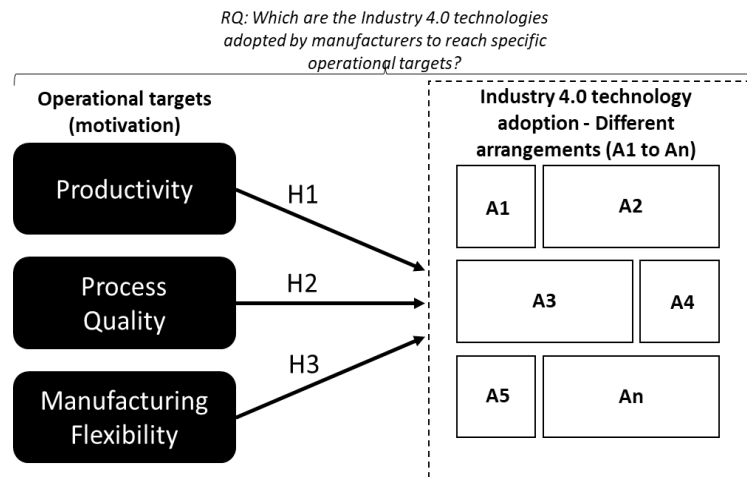 RQ: Which are the Industry 4.0 technologies
adopted by manufacturers to reach specific
operational targets?
Operational targets
(motivation)
Productivity
Process
Quality
Manufacturing
Flexibility
H1
H2
H3
Industry 4.0 technology
adoption - Different
arrangements (A1 to An)
A1
A2
A3
A4
A5
An